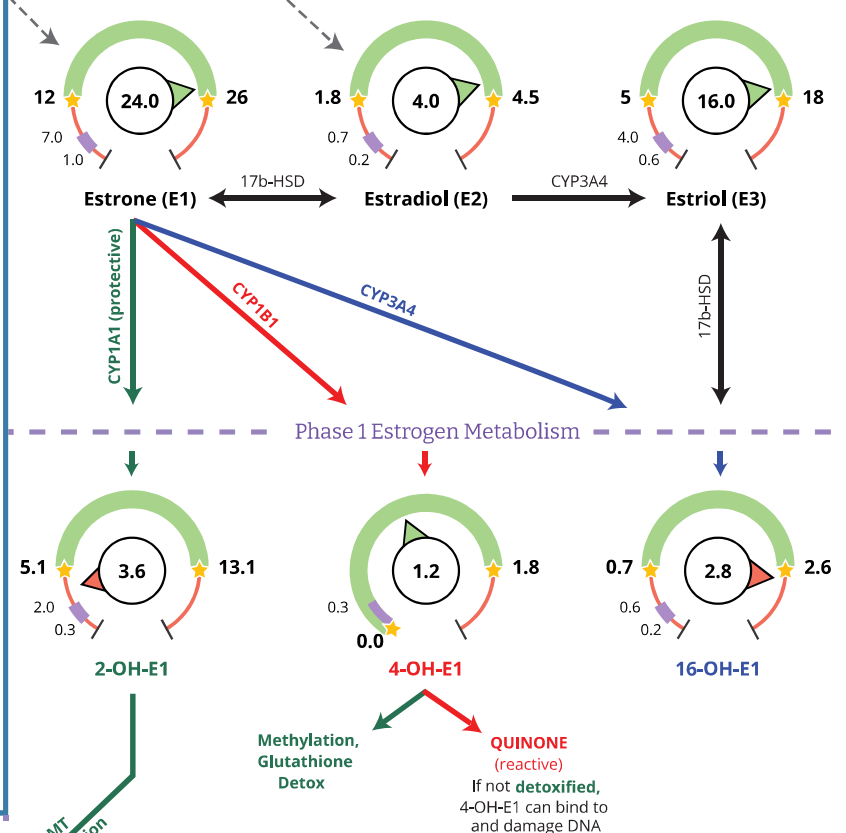 12
24.0
26
7.0
1.0
Estrone (E1)
17b-HSD
1.8
4.0
4.5
0.7
0.2
Estradiol (E2)
CYP3A4
5
16.0
18
4.0
0.6
Estriol (E3)
CYP1A1 (protective)
CYP1B1
CYP3A4
17b-HSD
Phase 1 Estrogen Metabolism
5.1
3.6
13.1
2.0
0.3
2-OH-E1
1.2
1.8
0.3
0.0
4-OH-E1
0.7
2.8
2.6
0.6
0.2
16-OH-E1
Methylation,
Glutathione
Detox
QUINONE
(reactive)
If not detoxified,
4-OH-E1 can bind to
and damage DNA
MT
ion